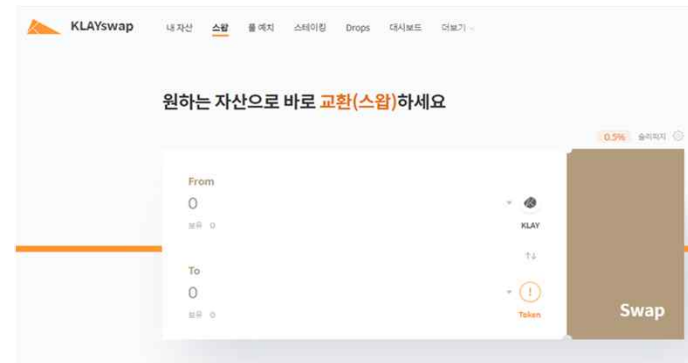 KLAYswap 내 자산 스왑 풀 예치 스테이킹 Drops 대시보드 더보기
원하는 자산으로 바로 교환(스왑)하세요
0.5% 슬리피지
From
0
보유 0
KLAY
To
0
보유 0
Token
Swap